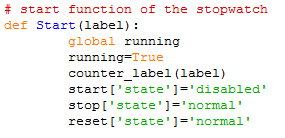 # start function of the stopwatch
def Start(label):
        global running
        running=True
        counter_label(label)
        start['state']='disabled'
        stop['state']='normal'
        reset['state']='normal'